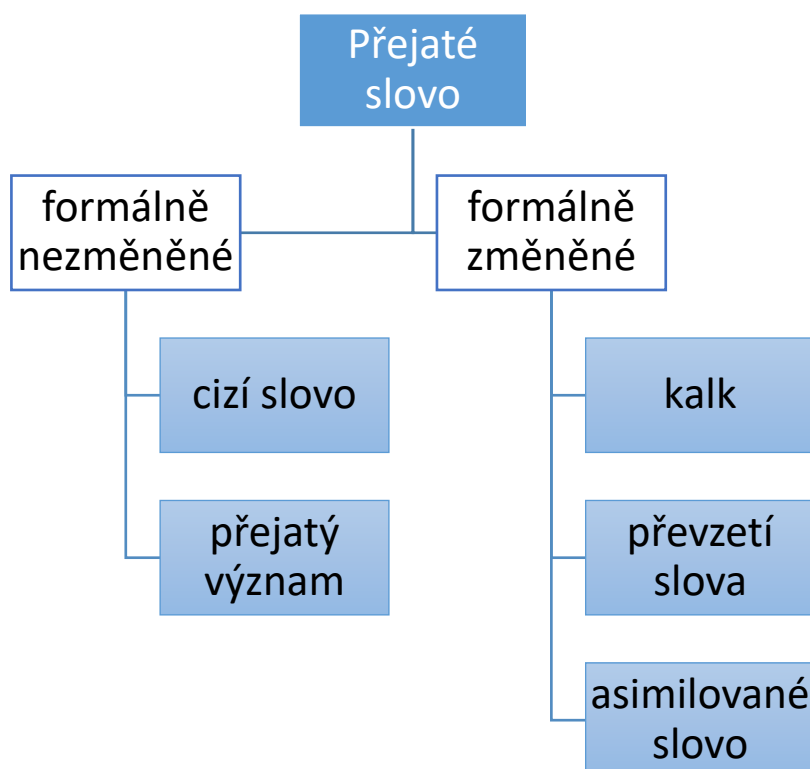 Přejaté
slovo
formálně
nezměněné
formálně
změněné
cizí slovo
kalk
přejatý
význam
převzetí
slova
asimilované
slovo